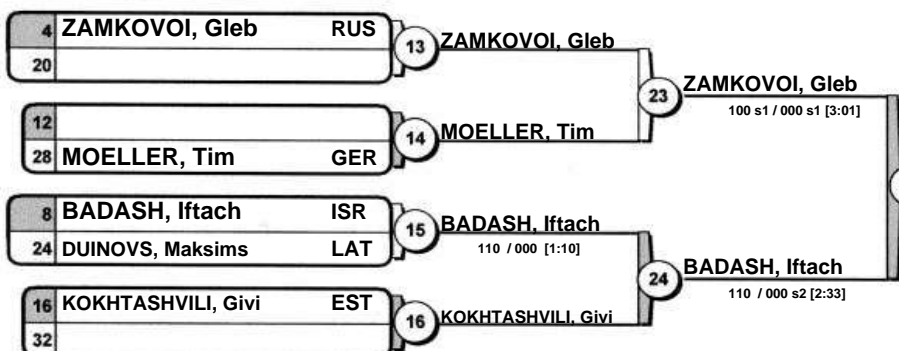 4 ZAMKOVOI, Gleb RUS
20
13 ZAMKOVOI, Gleb
12
28 MOELLER, Tim GER
14 MOELLER, Tim
23 ZAMKOVOI, Gleb
100 s1 / 000 s1 [3:01]
8 BADASH, Iftach ISR
24 DUINOVS, Maksims LAT
15 BADASH, Iftach
110 / 000 [1:10]
16 KOKHTASHVILI, Givi EST
32
16 KOKHTASHVILI, Givi
24 BADASH, Iftach
110 / 000 s2 [2:33]